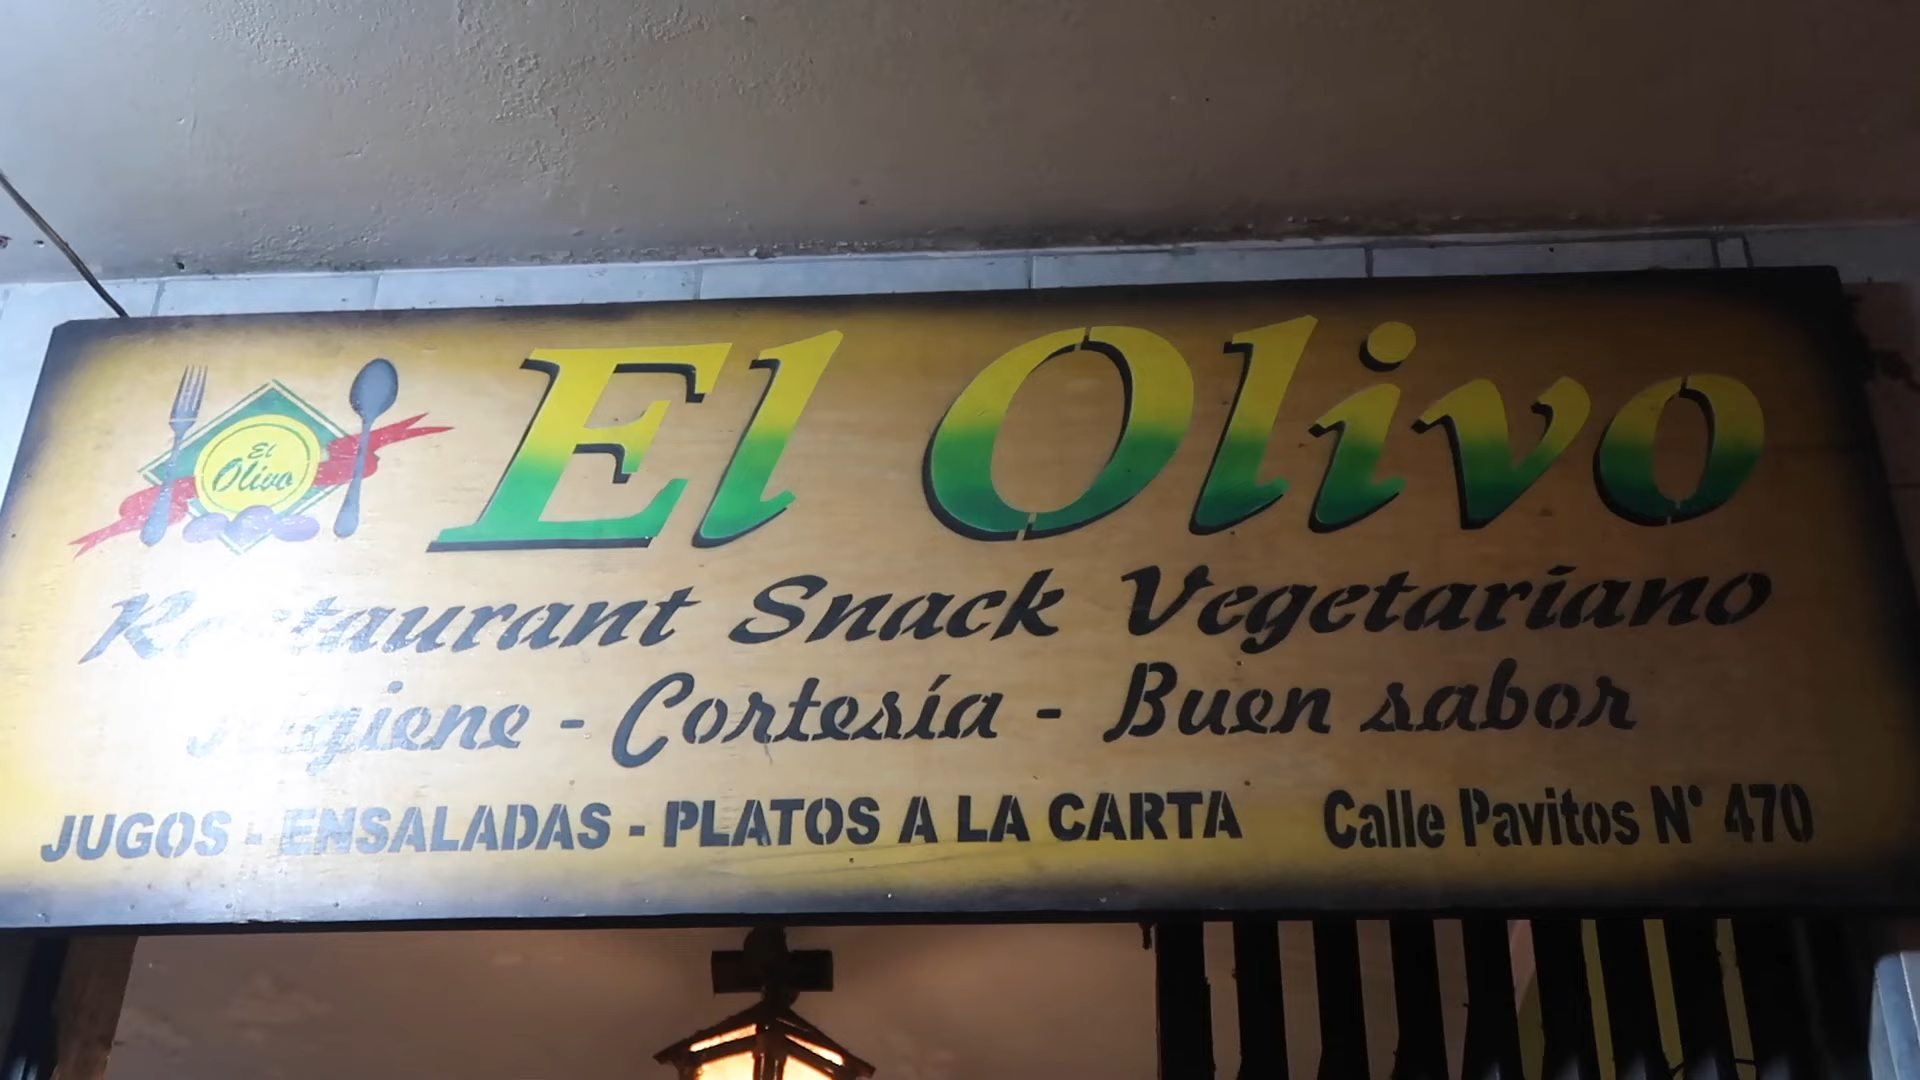 El Olivo
El
Olivo
Restaurant Snack Vegetariano
Higiene - Cortesía - Buen sabor
JUGOS - ENSALADAS - PLATOS A LA CARTA Calle Pavitos N° 470